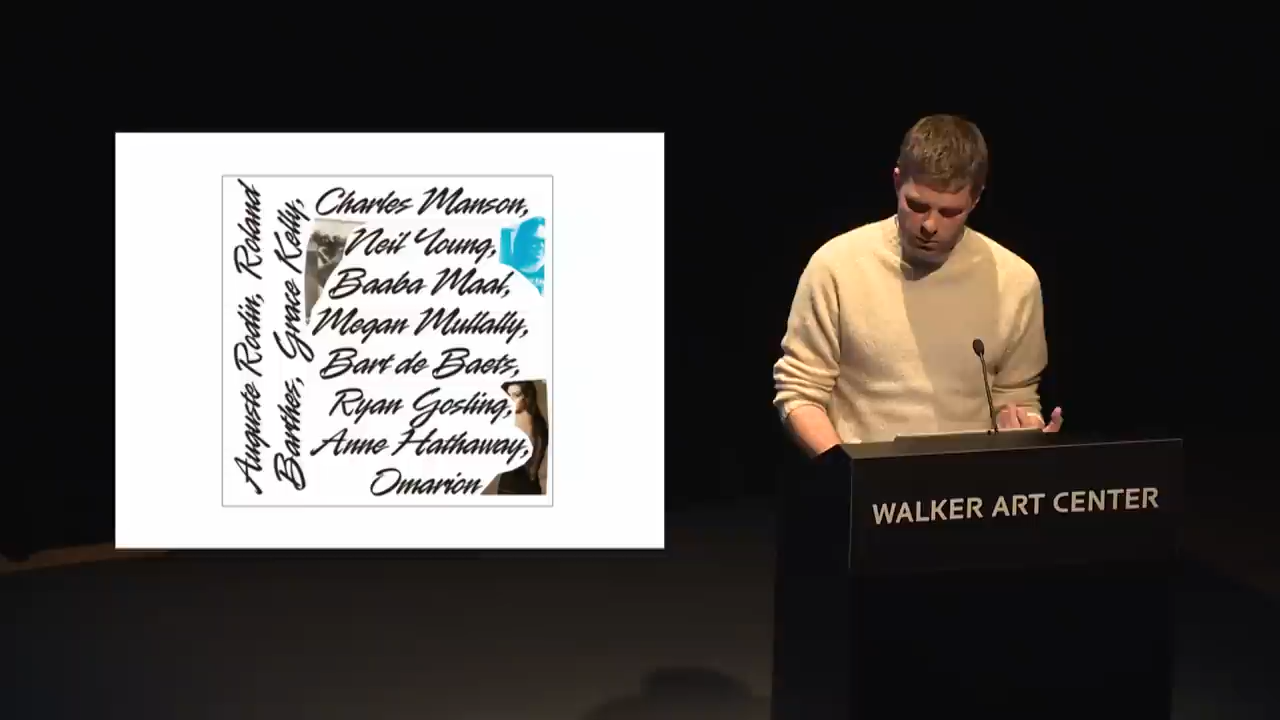 Auguste Rodin, Roland
Barthes, Grace Kelly,
Charles Manson,
Neil Young,
Baaba Maal,
Megan Mullally,
Bart de Baets,
Ryan Gosling,
Anne Hathaway,
Omarion
WALKER ART CENTER